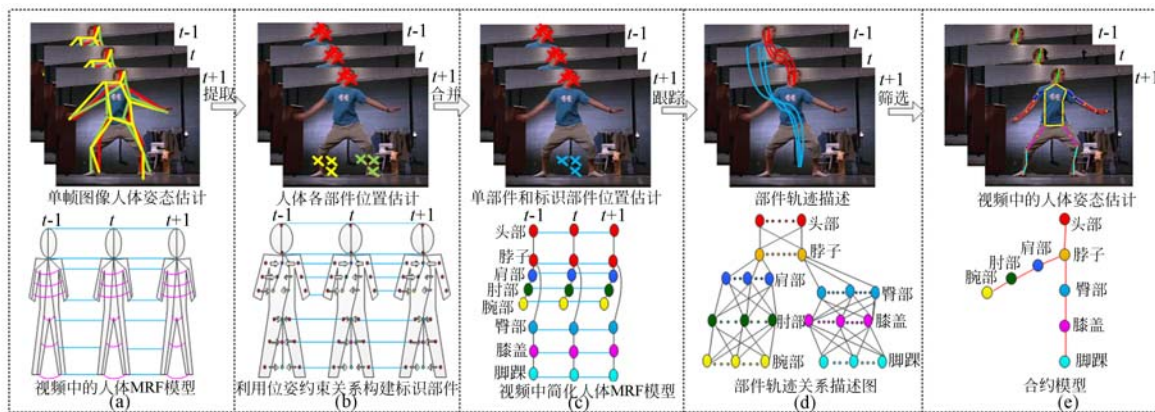 t-1
t
t+1
提取
单帧图像人体姿态估计
t-1 t t+1
视频中的人体MRF模型
(a)
t-1
t
t+1
合并
人体各部件位置估计
t-1 t t+1
利用位姿约束关系构建标识部件
(b)
t-1
t
t+1
跟踪
单部件和标识部件位置估计
t-1 t t+1
头部
脖子
肩部
肘部
腕部
臀部
膝盖
脚踝
视频中简化人体MRF模型
(c)
t-1
t
t+1
筛选
部件轨迹描述
头部
脖子
肩部
臀部
肘部
膝盖
腕部
脚踝
部件轨迹关系描述图
(d)
t-1
t
t+1
视频中的人体姿态估计
头部
脖子
肩部
肘部
腕部
臀部
膝盖
脚踝
合约模型
(e)